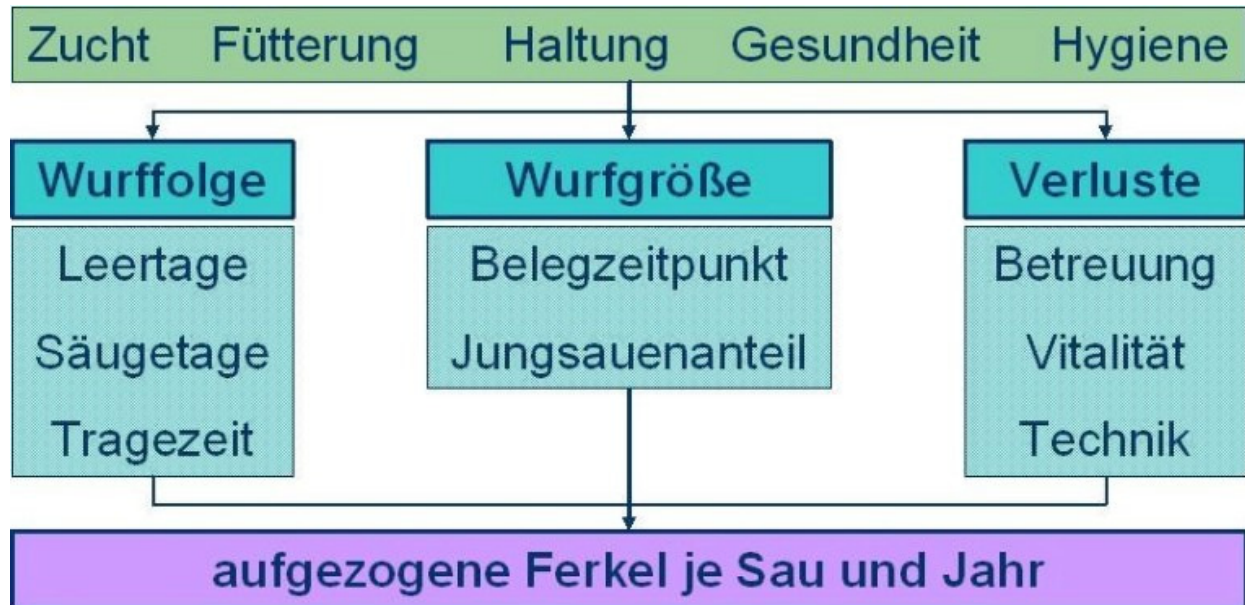 Zucht Fütterung Haltung Gesundheit Hygiene
Wurffolge
Leertage
Säugetage
Tragezeit
Wurfgröße
Belegzeitpunkt
Jungsauenanteil
Verluste
Betreuung
Vitalität
Technik
aufgezogene Ferkel je Sau und Jahr